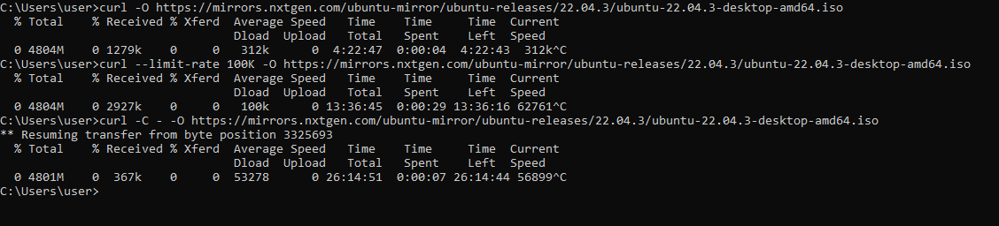 C:\Users\user>curl -O https://mirrors.nxtgen.com/ubuntu-mirror/ubuntu-releases/22.04.3/ubuntu-22.04.3-desktop-amd64.iso
  % Total    % Received % Xferd  Average Speed   Time    Time     Time  Current
                                 Dload  Upload   Total   Spent    Left  Speed
  0 4804M    0 1279k    0     0   312k      0  4:22:47  0:00:04  4:22:43  312k^C
C:\Users\user>curl --limit-rate 100K -O https://mirrors.nxtgen.com/ubuntu-mirror/ubuntu-releases/22.04.3/ubuntu-22.04.3-desktop-amd64.iso
  % Total    % Received % Xferd  Average Speed   Time    Time     Time  Current
                                 Dload  Upload   Total   Spent    Left  Speed
  0 4804M    0 2927k    0     0   100k      0 13:36:45  0:00:29 13:36:16 62761^C
C:\Users\user>curl -C - -O https://mirrors.nxtgen.com/ubuntu-mirror/ubuntu-releases/22.04.3/ubuntu-22.04.3-desktop-amd64.iso
** Resuming transfer from byte position 3325693
  % Total    % Received % Xferd  Average Speed   Time    Time     Time  Current
                                 Dload  Upload   Total   Spent    Left  Speed
  0 4801M    0  367k    0     0  53278      0 26:14:51  0:00:07 26:14:44 56899^C
C:\Users\user>